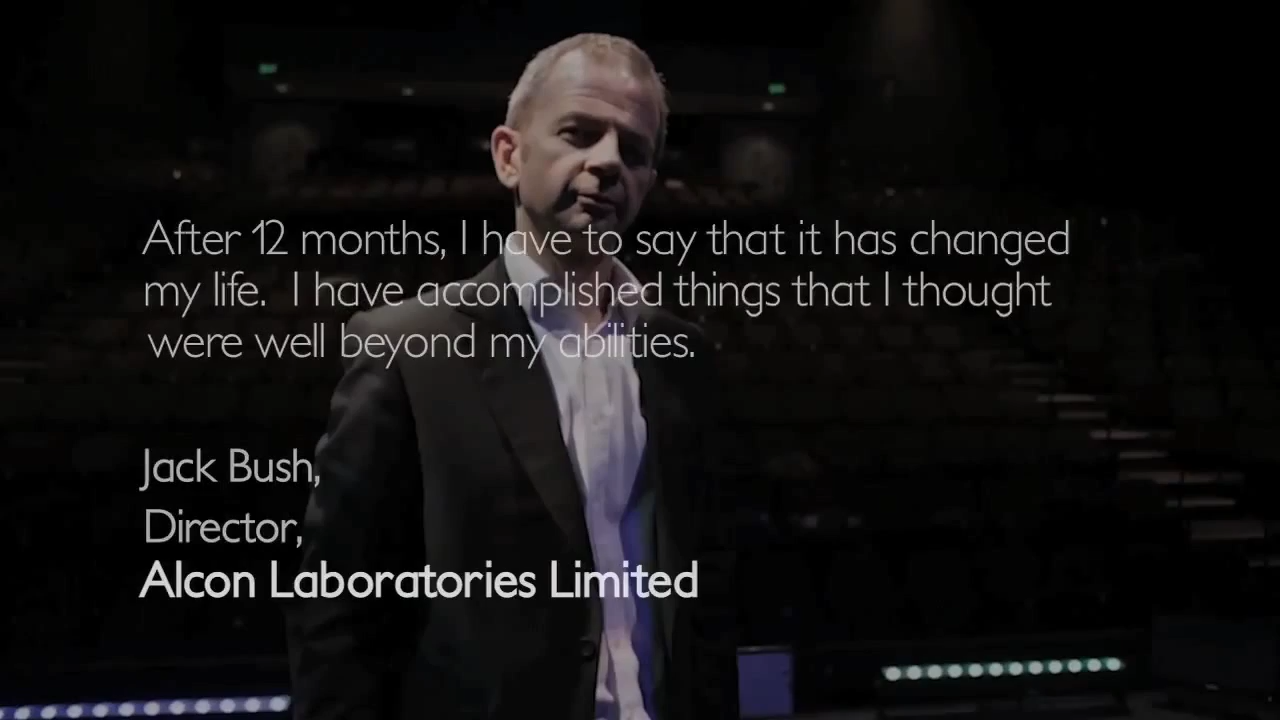 After 12 months, I have to say that it has changed
my life.  I have accomplished things that I thought
were well beyond my abilities.
Jack Bush,
Director,
Alcon Laboratories Limited